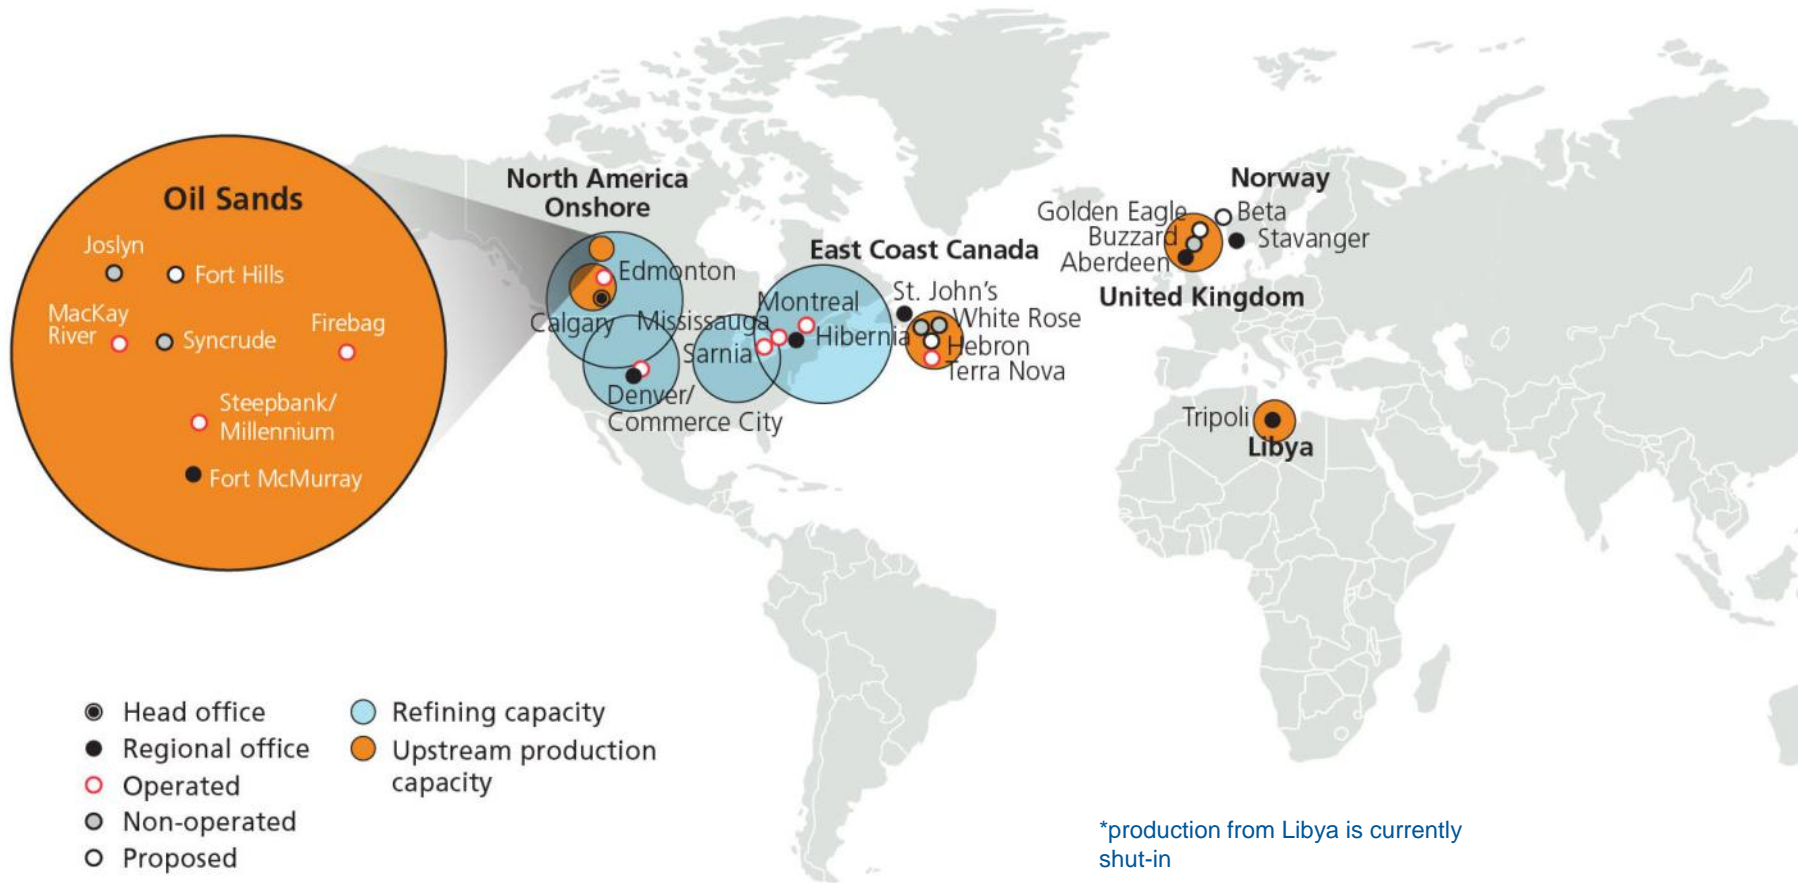 Oil Sands
Joslyn
Fort Hills
MacKay
River
Syncrude
Firebag
Steepbank/
Millennium
Fort McMurray
North America
Onshore
Edmonton
Calgary
Denver/
Commerce City
East Coast Canada
Montreal
Mississauga
Sarnia
St. John's
White Rose
Hibernia
Hebron
Terra Nova
Norway
Golden Eagle
Beta
Buzzard
Stavanger
Aberdeen
United Kingdom
Tripoli
Libya
Head office
Regional office
Operated
Non-operated
Proposed
Refining capacity
Upstream production
capacity
*production from Libya is currently
shut-in